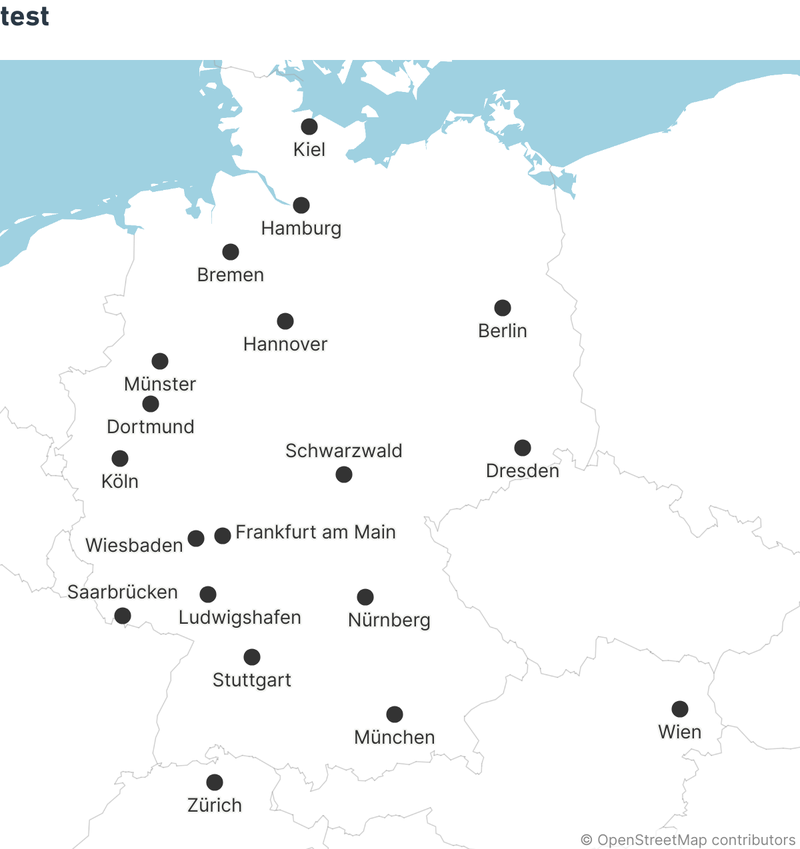 test
Kiel
Hamburg
Bremen
Berlin
Hannover
Münster
Dortmund
Schwarzwald
Dresden
Köln
Frankfurt am Main
Wiesbaden
Saarbrücken
Ludwigshafen
Nürnberg
Stuttgart
Wien
München
Zürich
© OpenStreetMap contributors